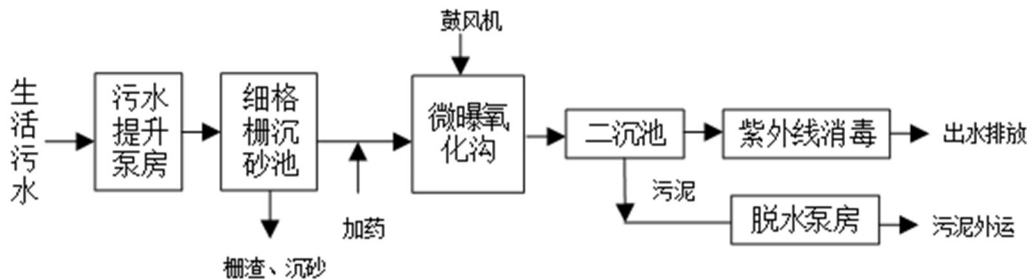 鼓风机
生活污水
污水
提升
泵房
细格
栅沉
砂池
微曝氧
化沟
二沉池
紫外线消毒
出水排放
加药
污泥
栅渣、沉砂
脱水泵房
污泥外运